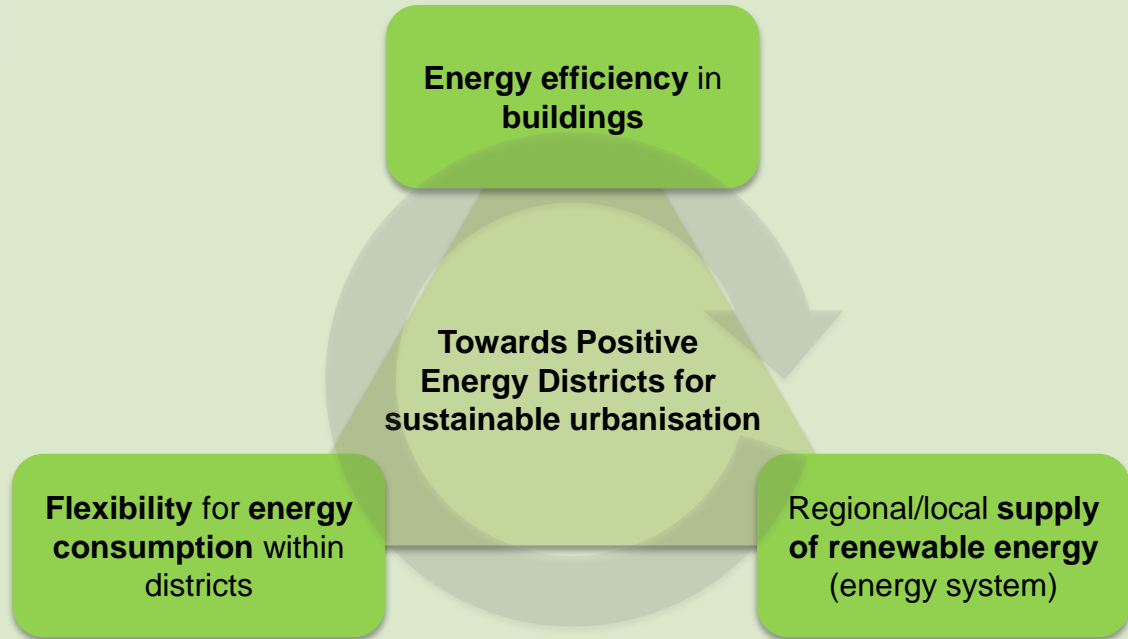 Energy efficiency in
buildings
Towards Positive
Energy Districts for
sustainable urbanisation
Flexibility for energy
consumption within
districts
Regional/local supply
of renewable energy
(energy system)